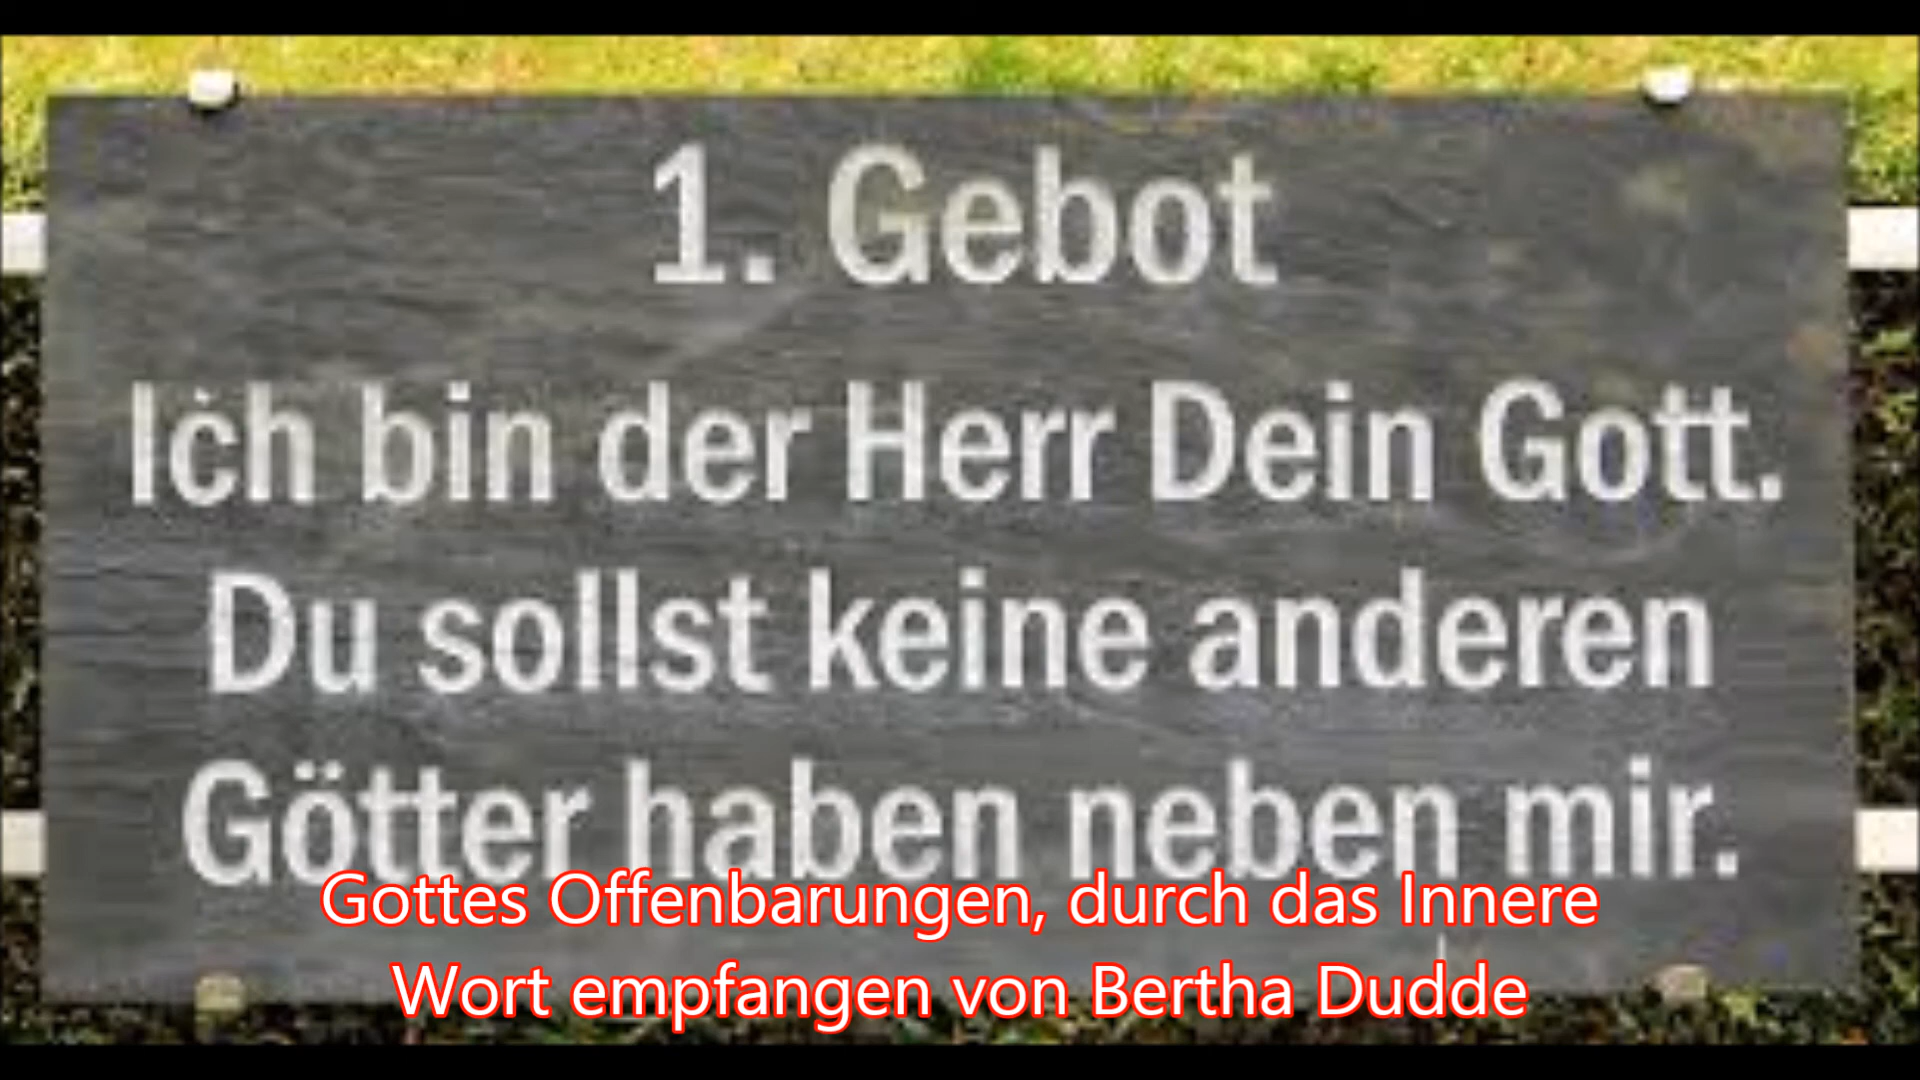 1. Gebot
Ich bin der Herr Dein Gott.
Du sollst keine anderen
Götter haben neben mir.
Gottes Offenbarungen, durch das Innere
Wort empfangen von Bertha Dudde